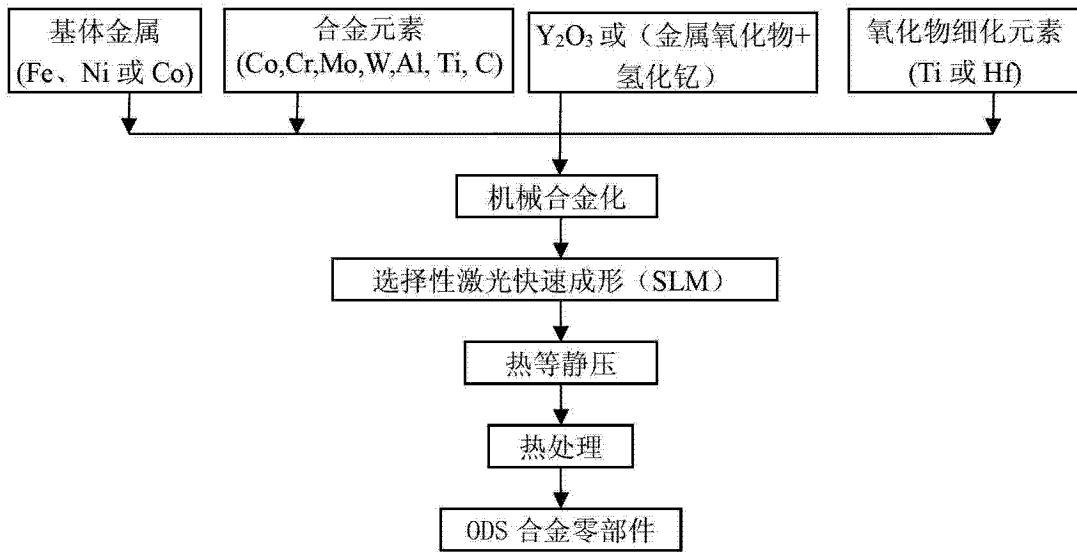 基体金属
(Fe、Ni 或 Co)
合金元素
(Co,Cr,Mo,W,Al, Ti, C)
Y₂O₃ 或（金属氧化物+
氢化钇）
氧化物细化元素
(Ti 或 Hf)
机械合金化
选择性激光快速成形（SLM）
热等静压
热处理
ODS 合金零部件